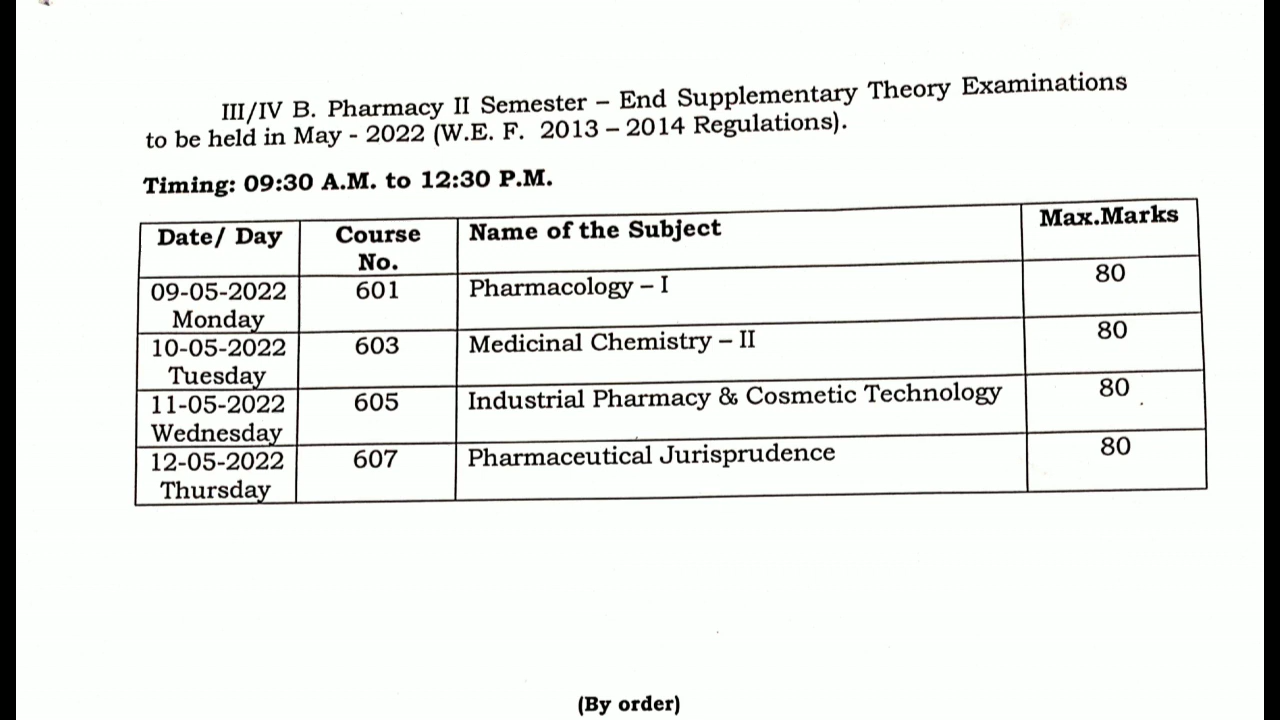 III/IV B. Pharmacy II Semester – End Supplementary Theory Examinations
to be held in May - 2022 (W.E. F. 2013 – 2014 Regulations).
Timing: 09:30 A.M. to 12:30 P.M.
Date/ Day Course No. Name of the Subject Max.Marks
09-05-2022 Monday 601 Pharmacology – I 80
10-05-2022 Tuesday 603 Medicinal Chemistry – II 80
11-05-2022 Wednesday 605 Industrial Pharmacy & Cosmetic Technology 80
12-05-2022 Thursday 607 Pharmaceutical Jurisprudence 80
(By order)